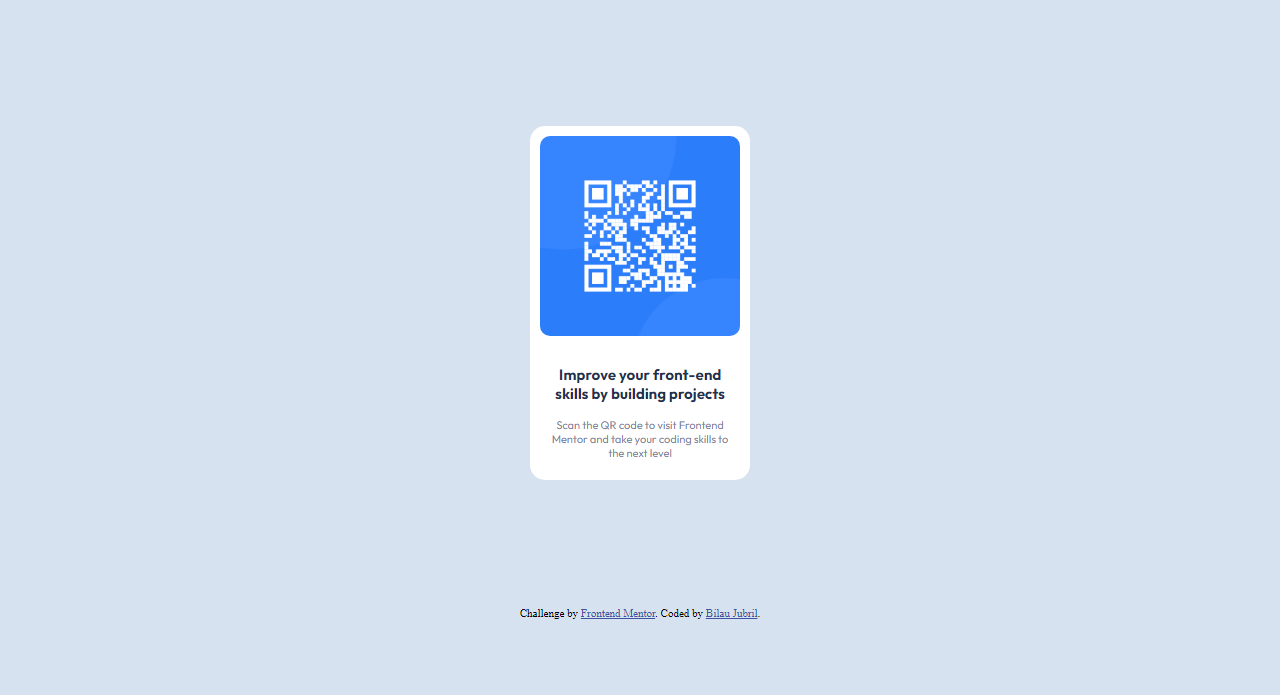 Improve your front-end
skills by building projects
Scan the QR code to visit Frontend
Mentor and take your coding skills to
the next level
Challenge by Frontend Mentor. Coded by Bilau Jubril.